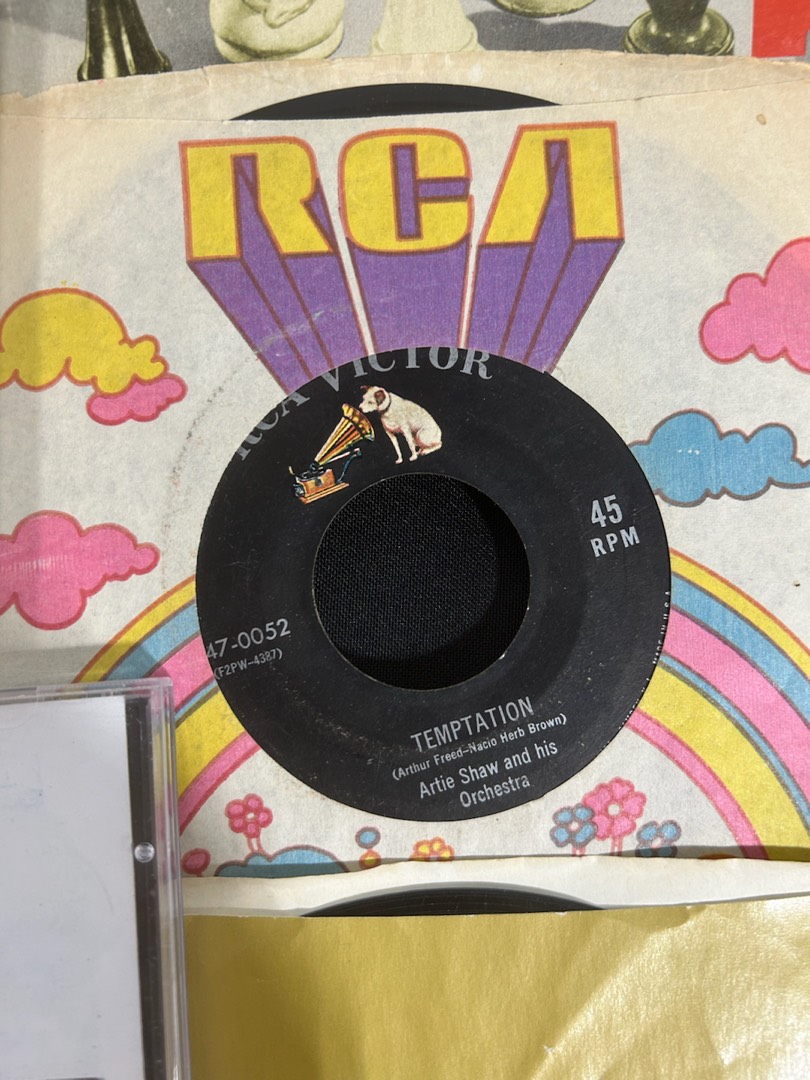 RCA
RCA VICTOR
45
RPM
47-0052
(F2PW-4387)
TEMPTATION
(Arthur Freed-Nacio Herb Brown)
Artie Shaw and his
Orchestra